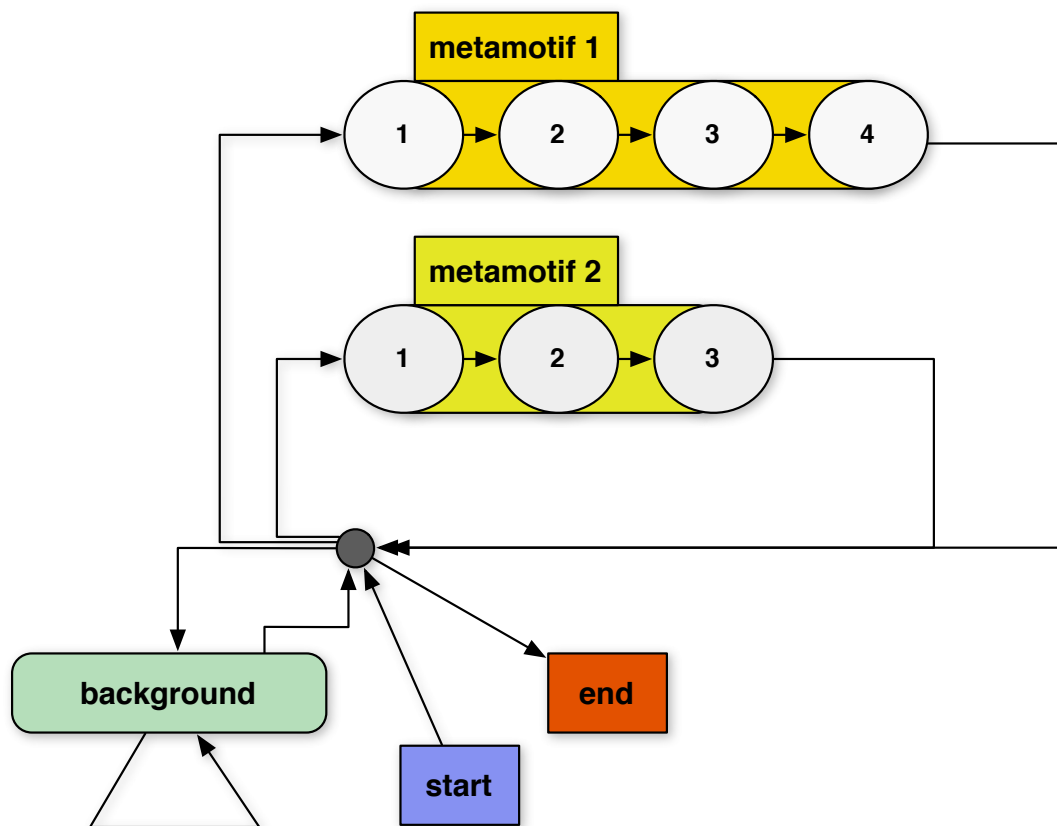 metamotif 1
1 2 3 4
metamotif 2
1 2 3
background
end
start